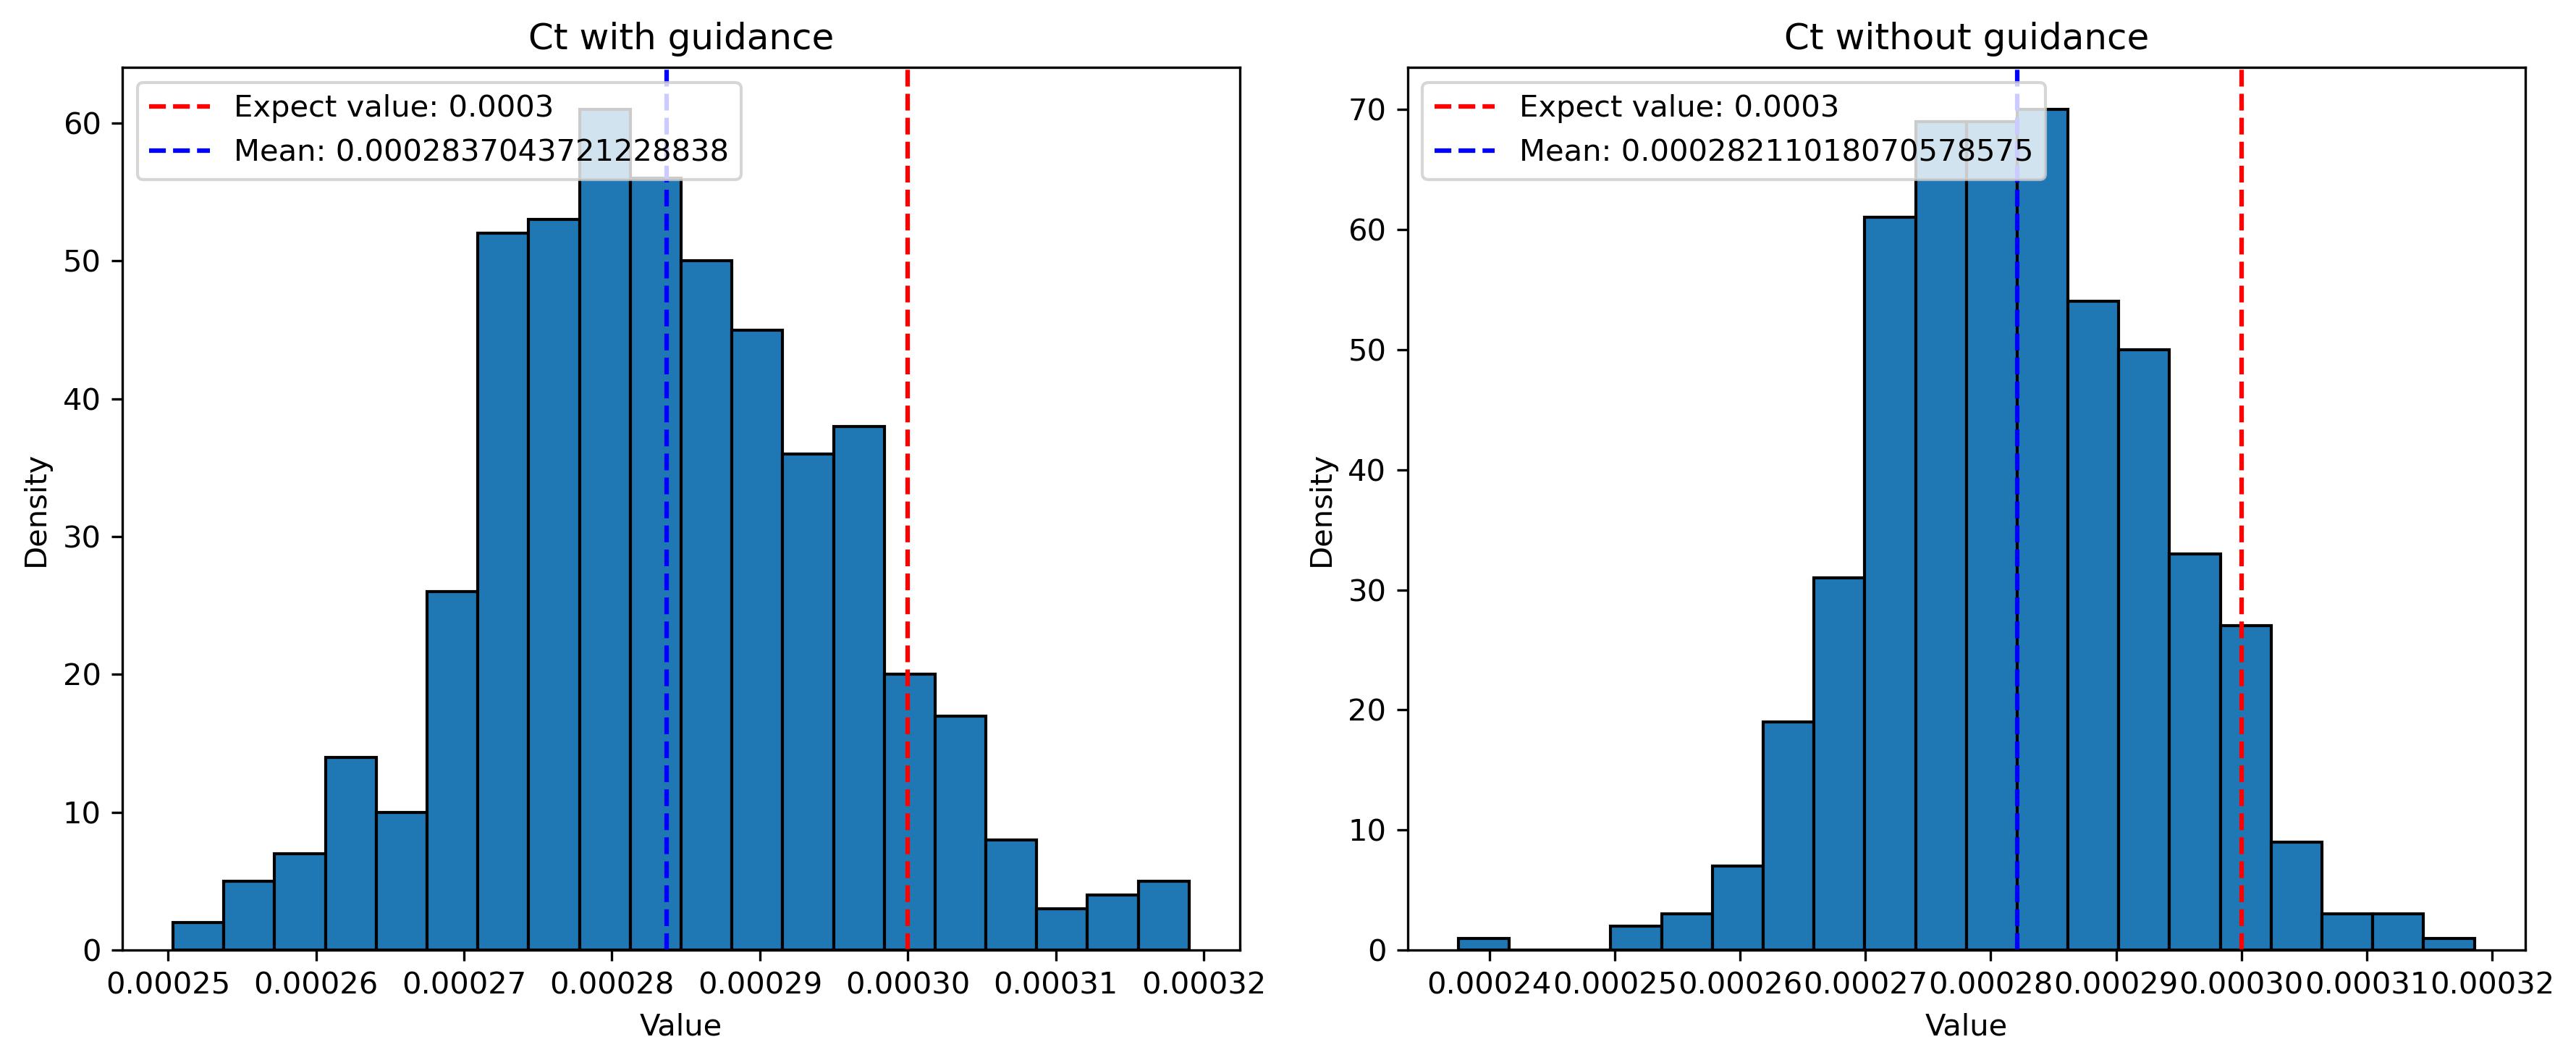 Ct with guidance
Expect value: 0.0003
Mean: 0.0002837043721228838
60
50
40
30
20
10
0
Density
0.00025 0.00026 0.00027 0.00028 0.00029 0.00030 0.00031 0.00032
Value
Ct without guidance
Expect value: 0.0003
Mean: 0.00028211018070578575
70
60
50
40
30
20
10
0
Density
0.00024 0.00025 0.00026 0.00027 0.00028 0.00029 0.00030 0.00031 0.00032
Value